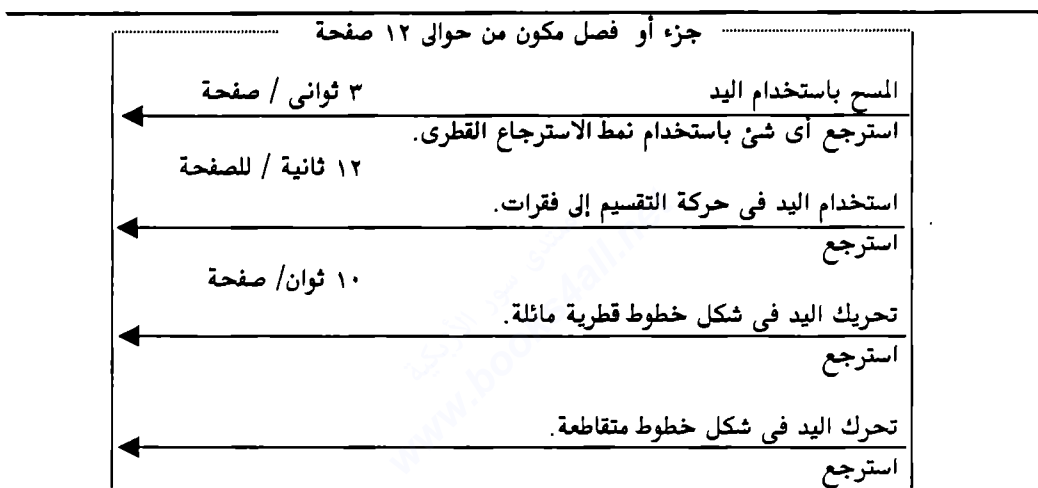 جزء أو فصل مكون من حوالى ١٢ صفحة
المسح باستخدام اليد ٣ ثوانى / صفحة
استرجع أى شئ باستخدام نمط الاسترجاع القطرى.
١٢ ثانية / للصفحة
استخدام اليد فى حركة التقسيم إلى فقرات.
استرجع
١٠ ثوان/ صفحة
تحريك اليد فى شكل خطوط قطرية مائلة.
استرجع
تحرك اليد فى شكل خطوط متقاطعة.
استرجع